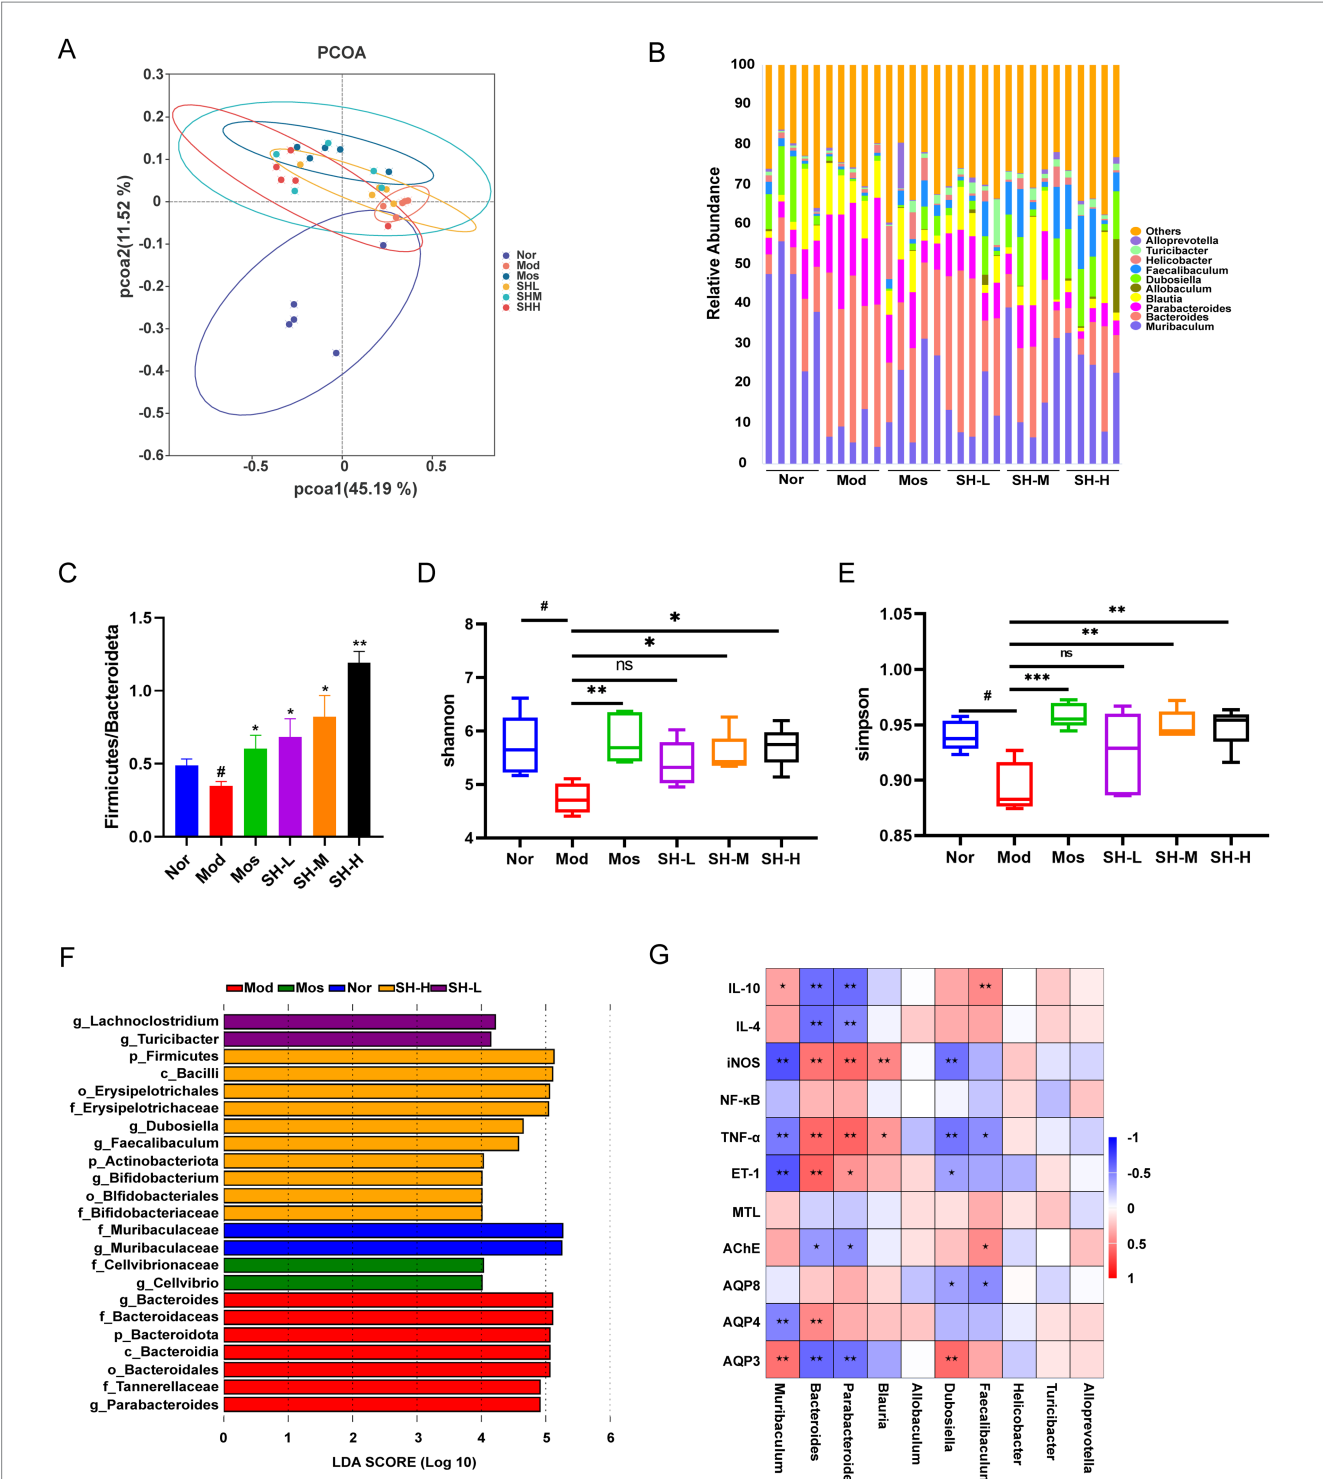 A
PCOA
0.3
0.2
0.1
0
-0.1
-0.2
-0.3
-0.4
-0.5
-0.6
-0.5
0
0.5
pcoa2(11.52 %)
pcoa1(45.19 %)
Nor
Mod
Mos
SHL
SHM
SHH
B
100
90
80
70
60
50
40
30
20
10
0
Relative Abundance
Nor
Mod
Mos
SH-L
SH-M
SH-H
Others
Alloprevotella
Turicibacter
Helicobacter
Faecalibaculum
Dubosiella
Allobaculum
Blautia
Parabacteroides
Bacteroides
Muribaculum
C
Firmicutes/Bacteroideta
1.5
1.0
0.5
0.0
#
*
*
*
**
Nor
Mod
Mos
SH-L
SH-M
SH-H
D
shannon
8
7
6
5
4
#
*
*
ns
**
Nor
Mod
Mos
SH-L
SH-M
SH-H
E
simpson
1.05
1.00
0.95
0.90
0.85
**
**
ns
***
#
Nor
Mod
Mos
SH-L
SH-M
SH-H
F
Mod Mos Nor SH-H SH-L
g_Lachnoclostridium
g_Turicibacter
p_Firmicutes
c_Bacilli
o_Erysipelotrichales
f_Erysipelotrichaceae
g_Dubosiella
g_Faecalibaculum
p_Actinobacteriota
g_Bifidobacterium
o_BIfidobacteriales
f_Bifidobacteriaceae
f_Muribaculaceae
g_Muribaculaceae
f_Cellvibrionaceae
g_Cellvibrio
g_Bacteroides
f_Bacteroidaceas
p_Bacteroidota
c_Bacteroidia
o_Bacteroidales
f_Tannerellaceae
g_Parabacteroides
0 1 2 3 4 5 6
LDA SCORE (Log 10)
G
IL-10 * ** ** **
IL-4 ** **
iNOS ** ** ** ** **
NF-κB
TNF-α ** ** ** * ** *
ET-1 ** ** * *
MTL
AChE * * *
AQP8 * *
AQP4 ** **
AQP3 ** ** ** **
Muribaculum
Bacteroides
Parabacteroide
Blauria
Allobaculum
Dubosiella
Faecalibaculur
Helicobacter
Turicibacter
Alloprevotella
-1
-0.5
0
0.5
1